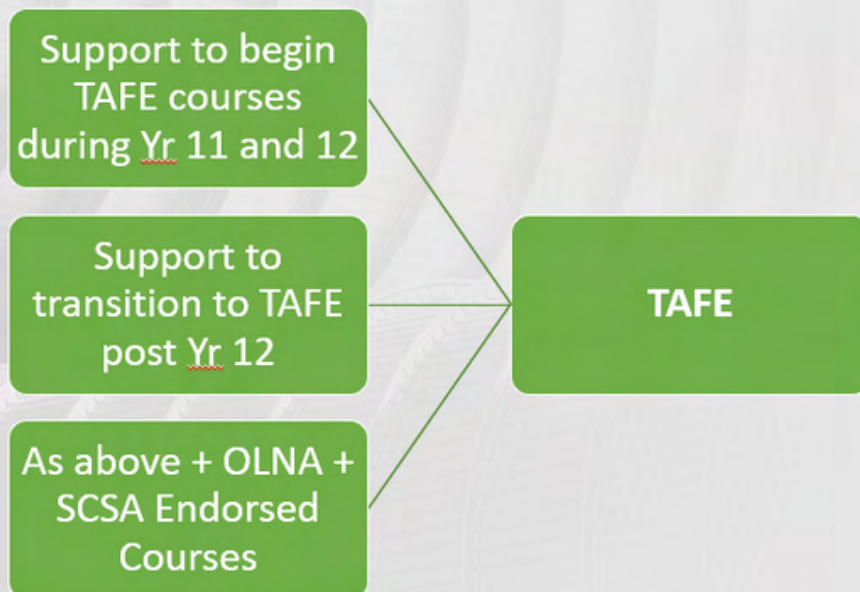 Support to begin
TAFE courses
during Yr 11 and 12
Support to
transition to TAFE
post Yr 12
As above + OLNA +
SCSA Endorsed
Courses
TAFE